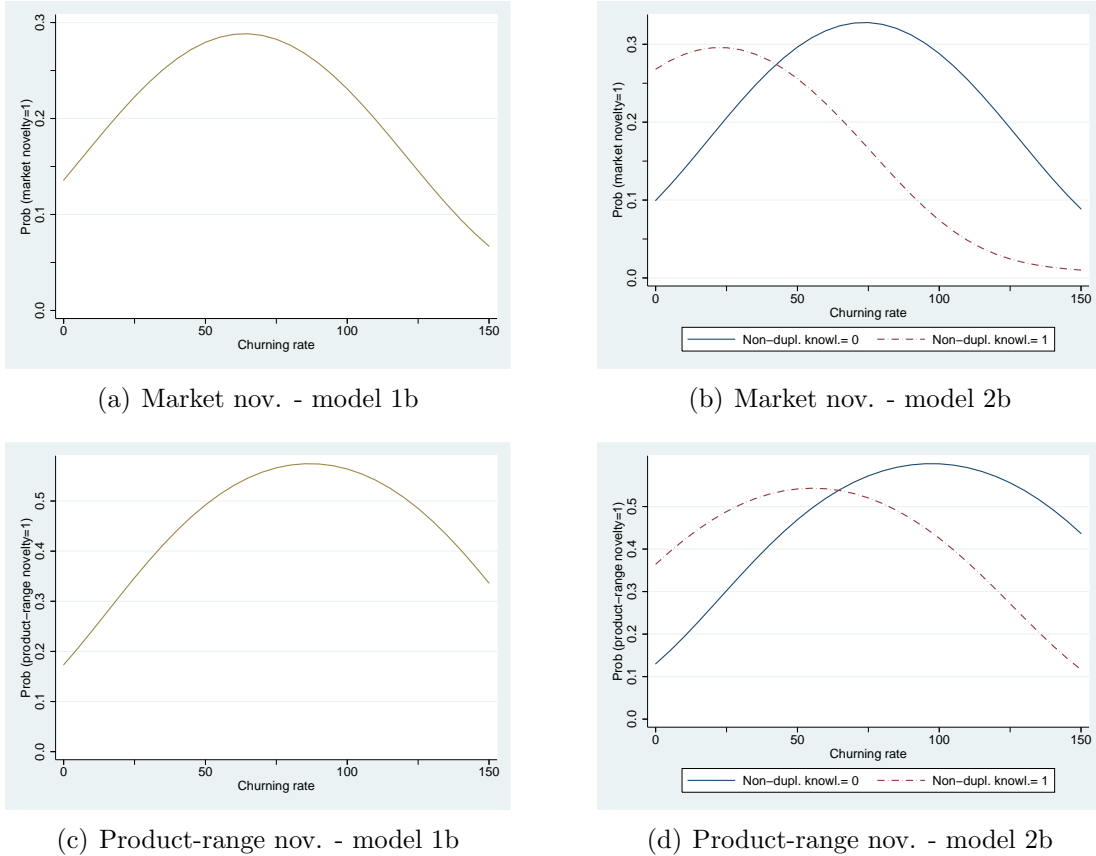 Prob (market novelty=1)
0.3
0.2
0.1
0.0
0 50 100 150
Churning rate
(a) Market nov. - model 1b
Prob (market novelty=1)
0.3
0.2
0.1
0.0
0 50 100 150
Churning rate
Non-dupl. knowl.= 0 Non-dupl. knowl.= 1
(b) Market nov. - model 2b
Prob (product-range novelty=1)
0.5
0.4
0.3
0.2
0.1
0.0
0 50 100 150
Churning rate
(c) Product-range nov. - model 1b
Prob (product-range novelty=1)
0.5
0.4
0.3
0.2
0.1
0.0
0 50 100 150
Churning rate
Non-dupl. knowl.= 0 Non-dupl. knowl.= 1
(d) Product-range nov. - model 2b